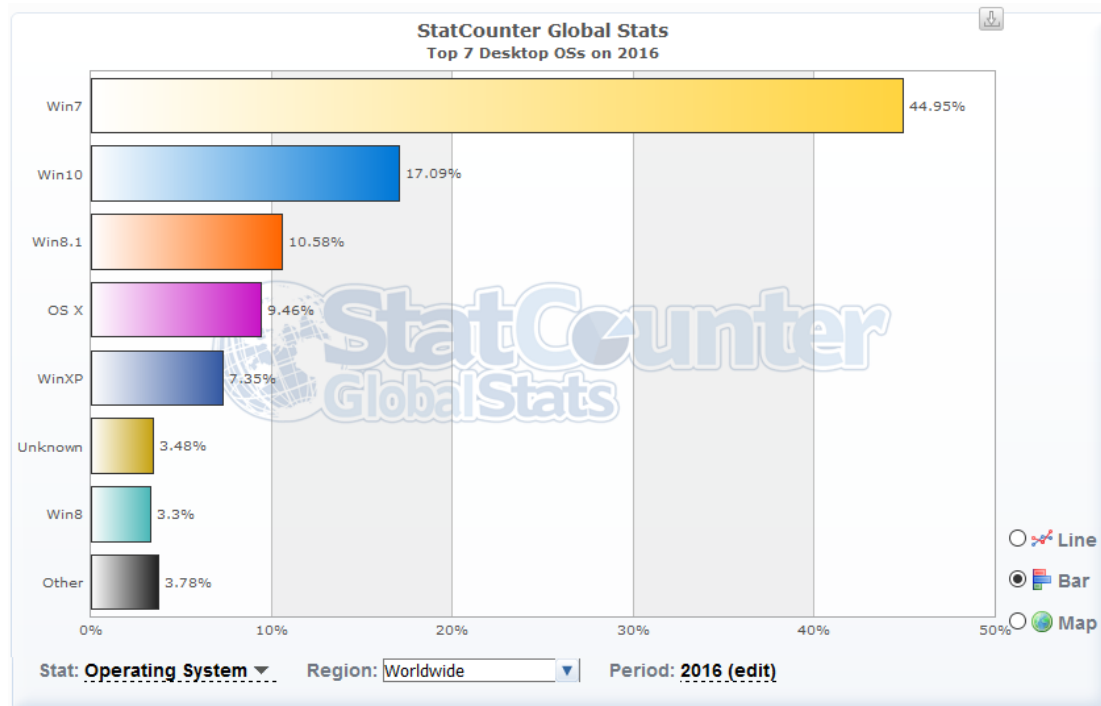 StatCounter Global Stats
Top 7 Desktop OSs on 2016
Win7 44.95%
Win10 17.09%
Win8.1 10.58%
OS X 9.46%
WinXP 7.35%
Unknown 3.48%
Win8 3.3%
Other 3.78%
0% 10% 20% 30% 40% 50%
StatCounter
GlobalStats
Line
Bar
Map
Stat: Operating System Region: Worldwide Period: 2016 (edit)